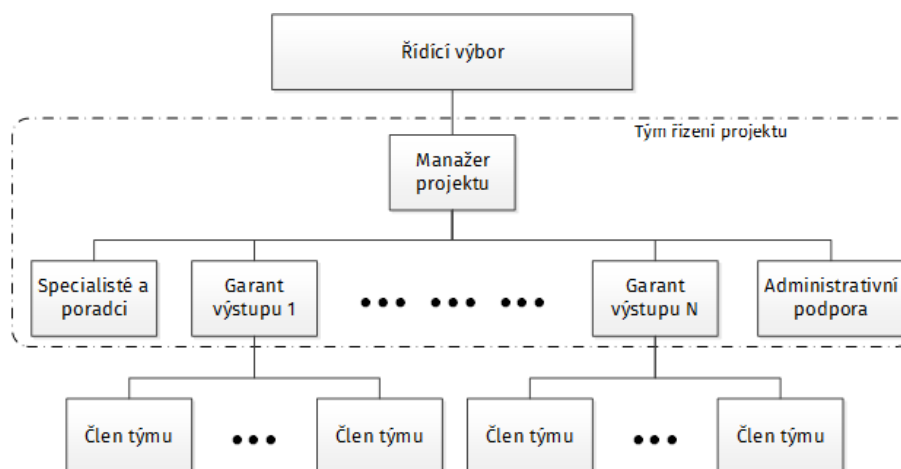 Řídící výbor
Tým řízení projektu
Manažer
projektu
Specialisté a
poradci
Garant
výstupu 1
Garant
výstupu N
Administrativní
podpora
Člen týmu
Člen týmu
Člen týmu
Člen týmu